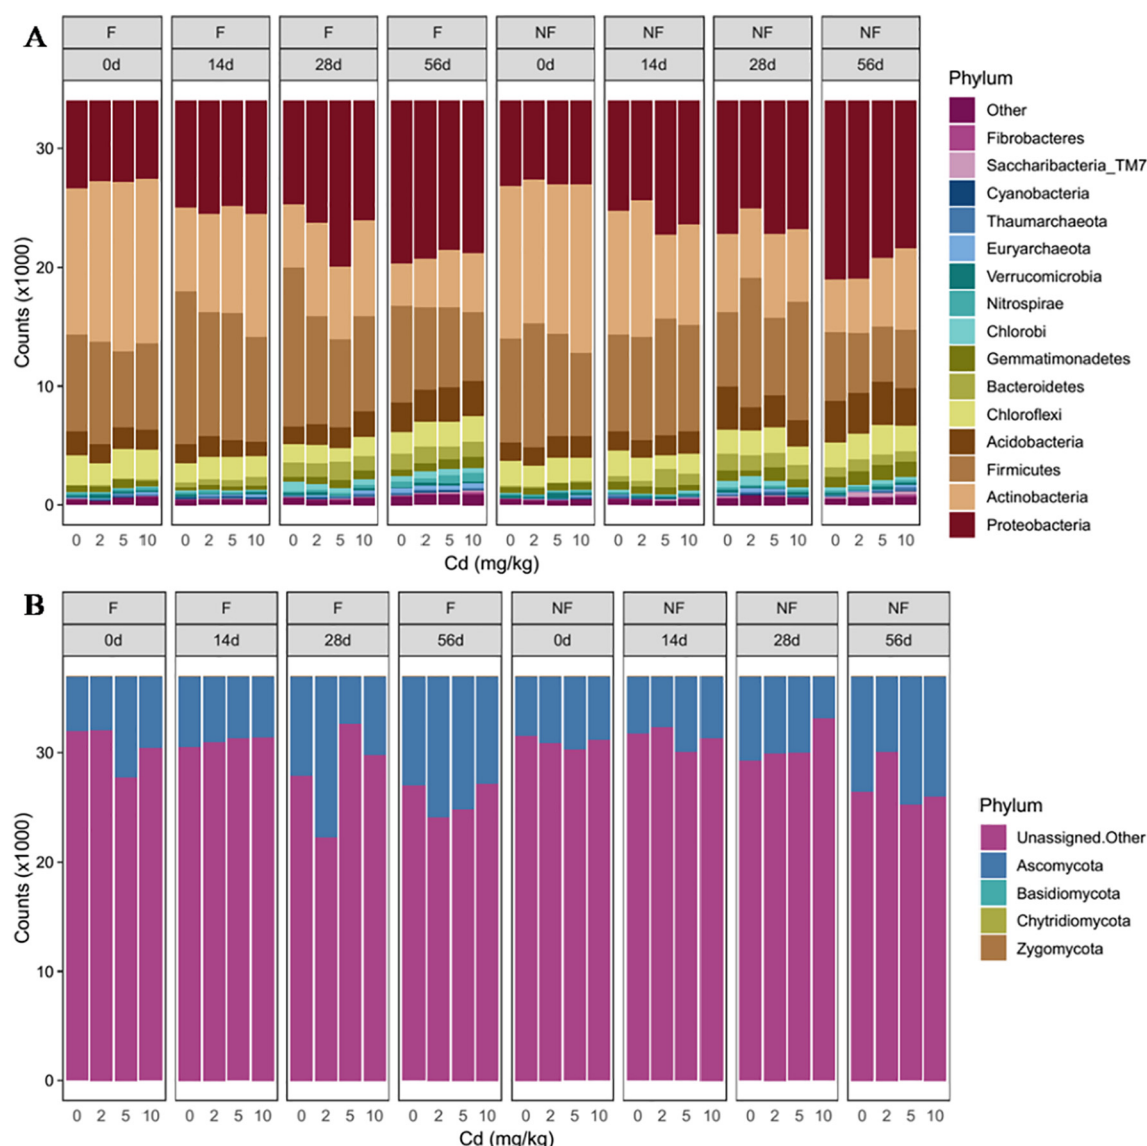 A
F F F F NF NF NF NF
0d 14d 28d 56d 0d 14d 28d 56d
Counts (x1000)
30
20
10
0
0 2 5 10 0 2 5 10 0 2 5 10 0 2 5 10 0 2 5 10 0 2 5 10 0 2 5 10 0 2 5 10
Cd (mg/kg)
Phylum
Other
Fibrobacteres
Saccharibacteria_TM7
Cyanobacteria
Thaumarchaeota
Euryarchaeota
Verrucomicrobia
Nitrospirae
Chlorobi
Gemmatimonadetes
Bacteroidetes
Chloroflexi
Acidobacteria
Firmicutes
Actinobacteria
Proteobacteria
B
F F F F NF NF NF NF
0d 14d 28d 56d 0d 14d 28d 56d
Counts (x1000)
30
20
10
0
0 2 5 10 0 2 5 10 0 2 5 10 0 2 5 10 0 2 5 10 0 2 5 10 0 2 5 10 0 2 5 10
Cd (mg/kg)
Phylum
Unassigned.Other
Ascomycota
Basidiomycota
Chytridiomycota
Zygomycota